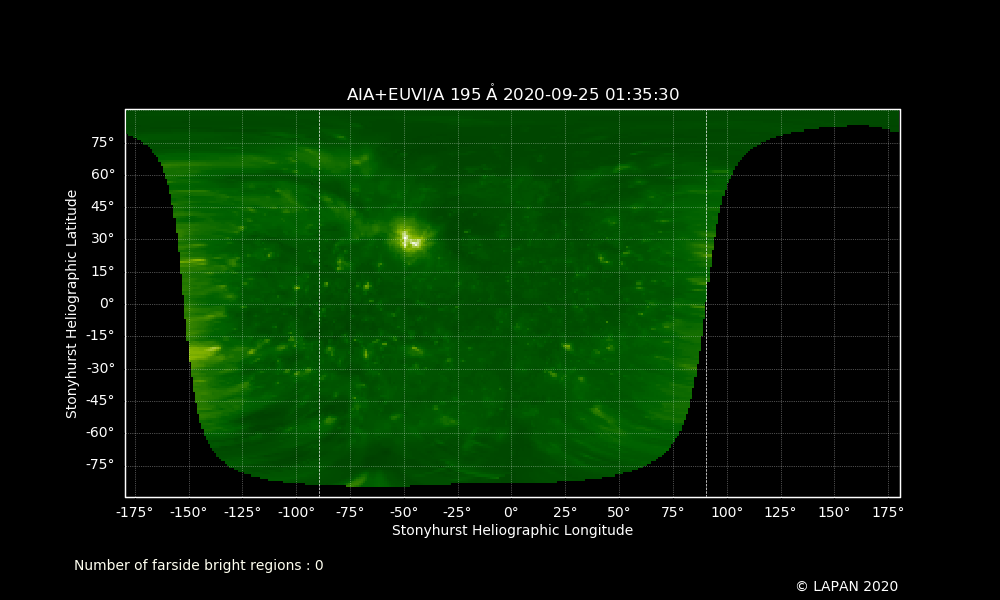 AIA+EUVI/A 195 Å 2020-09-25 01:35:30
75°
60°
45°
30°
15°
0°
-15°
-30°
-45°
-60°
-75°
Stonyhurst Heliographic Latitude
-175° -150° -125° -100° -75° -50° -25° 0° 25° 50° 75° 100° 125° 150° 175°
Stonyhurst Heliographic Longitude
Number of farside bright regions : 0
© LAPAN 2020